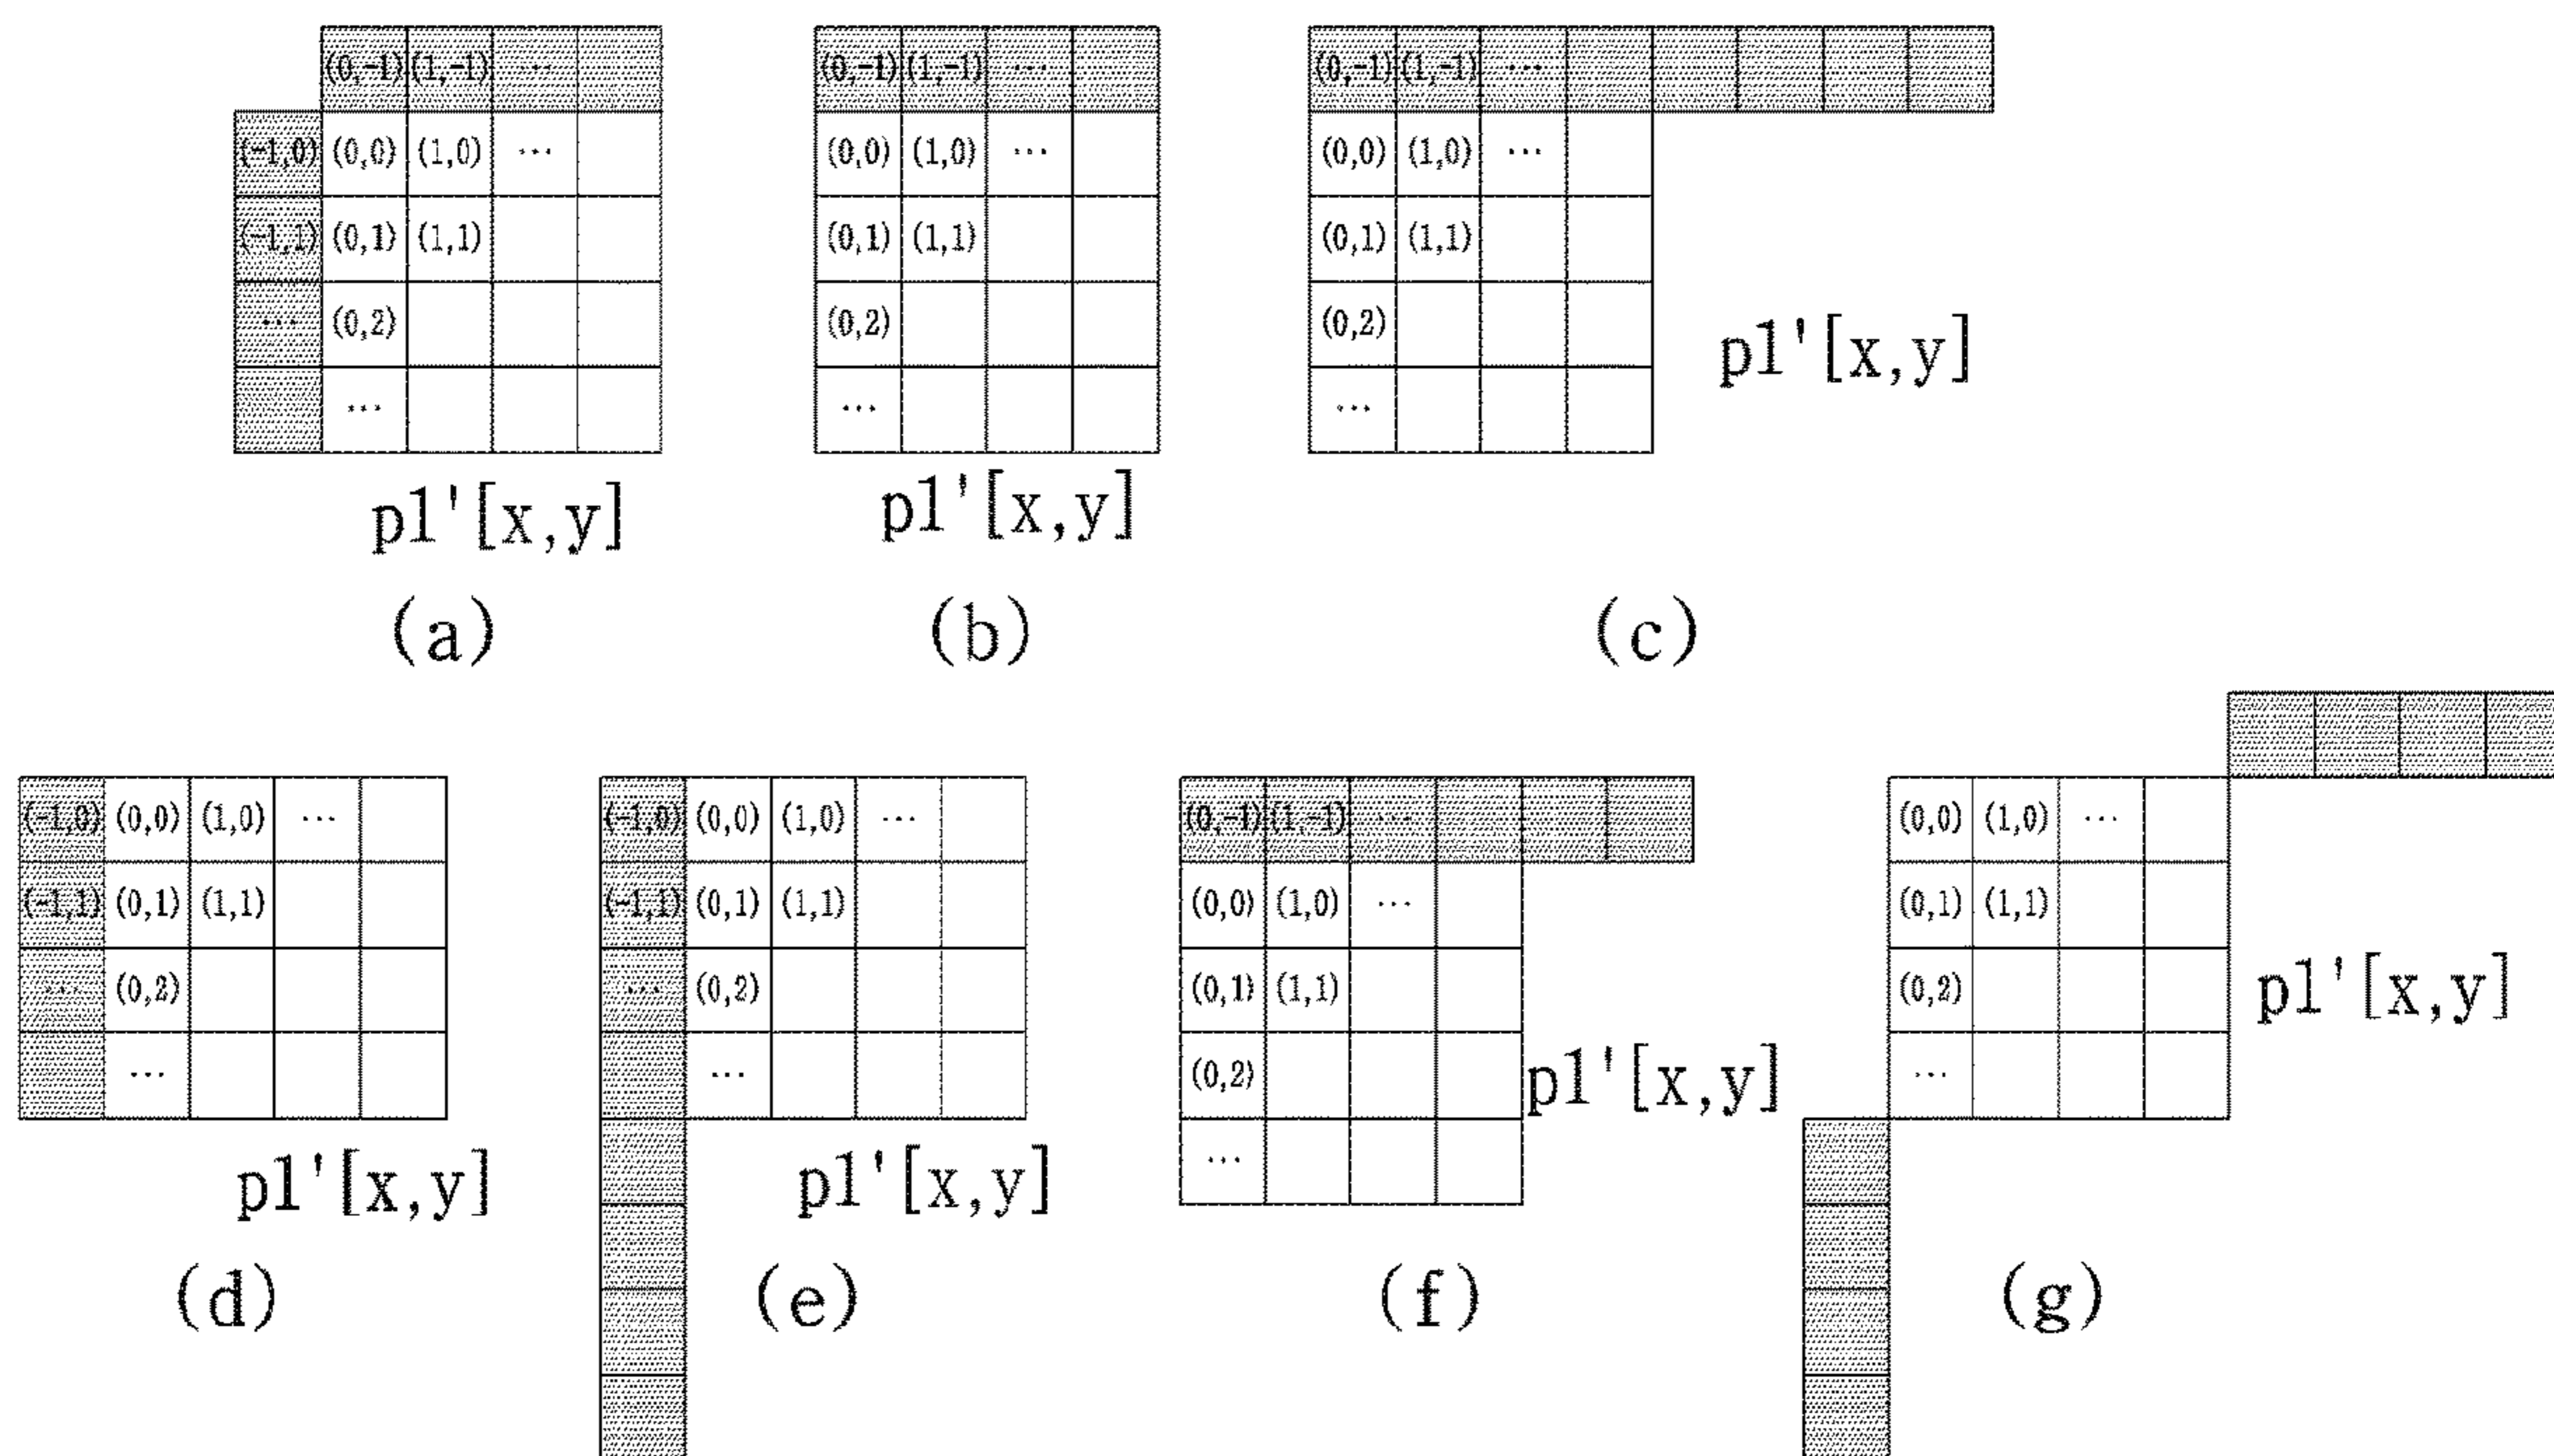 (0,-1) (1,-1) ...
(-1,0) (0,0) (1,0) ...
(-1,1) (0,1) (1,1)
... (0,2)
...
p1'[x,y]
(a)
(0,-1) (1,-1) ...
(0,0) (1,0) ...
(0,1) (1,1)
(0,2)
...
p1'[x,y]
(b)
(0,-1) (1,-1) ...
(0,0) (1,0) ...
(0,1) (1,1)
(0,2)
...
p1'[x,y]
(c)
(-1,0) (0,0) (1,0) ...
(-1,1) (0,1) (1,1)
... (0,2)
...
p1'[x,y]
(d)
(-1,0) (0,0) (1,0) ...
(-1,1) (0,1) (1,1)
... (0,2)
...
p1'[x,y]
(e)
(0,-1) (1,-1) ...
(0,0) (1,0) ...
(0,1) (1,1)
(0,2)
...
p1'[x,y]
(f)
(0,0) (1,0) ...
(0,1) (1,1)
(0,2)
...
p1'[x,y]
(g)